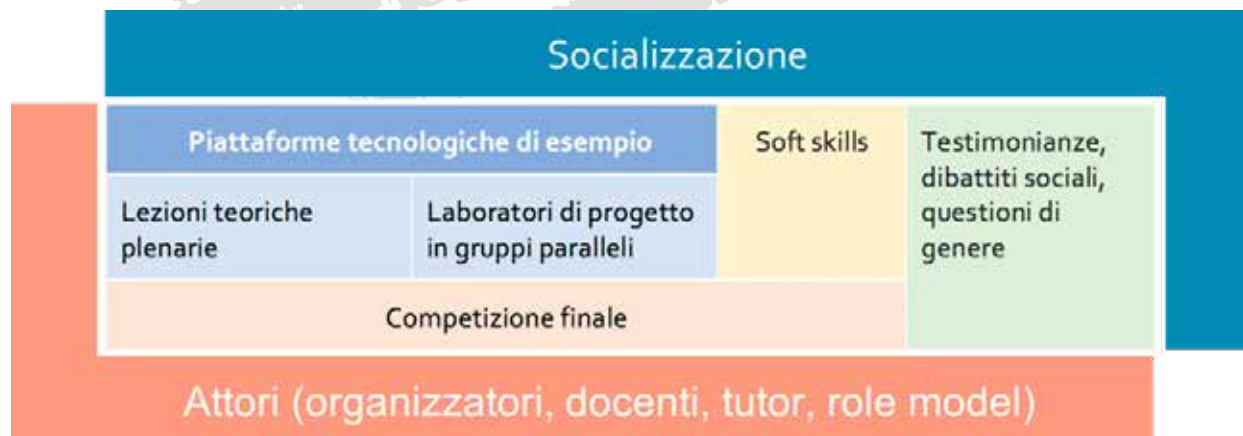 Socializzazione
Piattaforme tecnologiche di esempio
Soft skills
Testimonianze,
dibattiti sociali,
questioni di
genere
Lezioni teoriche
plenarie
Laboratori di progetto
in gruppi paralleli
Competizione finale
Attori (organizzatori, docenti, tutor, role model)